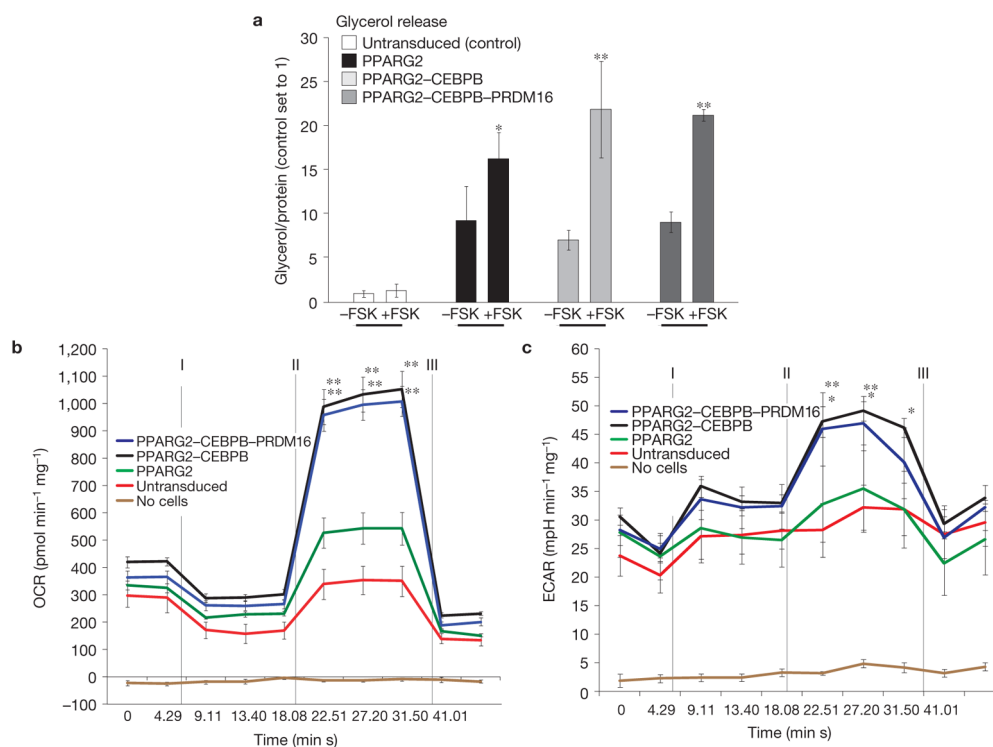 a
Glycerol release
Untransduced (control)
PPARG2
PPARG2–CEBPB
PPARG2–CEBPB–PRDM16
Glycerol/protein (control set to 1)
30
25
20
15
10
5
0
*
**
**
–FSK +FSK –FSK +FSK –FSK +FSK –FSK +FSK
b
OCR (pmol min⁻¹ mg⁻¹)
1,200
1,100
1,000
900
800
700
600
500
400
300
200
100
0
–100
I II III
**
**
**
**
**
**
PPARG2–CEBPB–PRDM16
PPARG2–CEBPB
PPARG2
Untransduced
No cells
0 4.29 9.11 13.40 18.08 22.51 27.20 31.50 41.01
Time (min s)
c
ECAR (mpH min⁻¹ mg⁻¹)
60
55
50
45
40
35
30
25
20
15
10
5
0
I II III
**
*
**
*
*
PPARG2–CEBPB–PRDM16
PPARG2–CEBPB
PPARG2
Untransduced
No cells
0 4.29 9.11 13.40 18.08 22.51 27.20 31.50 41.01
Time (min s)